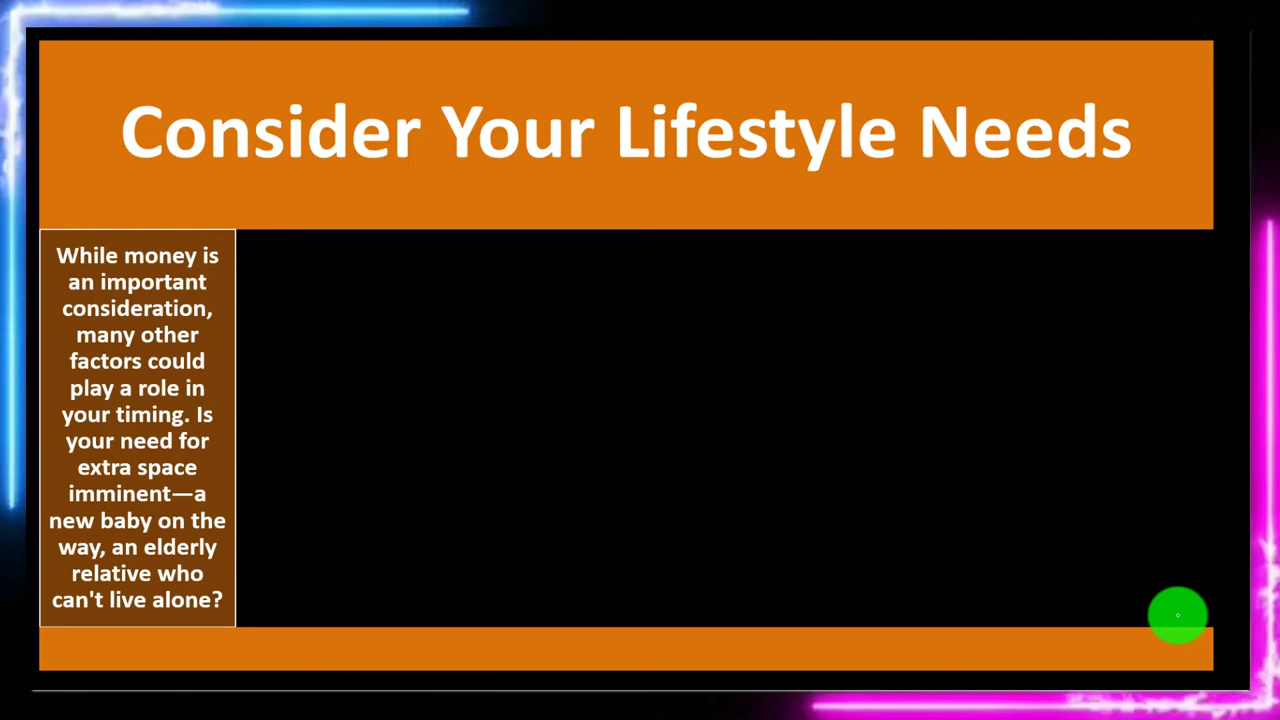 Consider Your Lifestyle Needs
While money is
an important
consideration,
many other
factors could
play a role in
your timing. Is
your need for
extra space
imminent—a
new baby on the
way, an elderly
relative who
can't live alone?